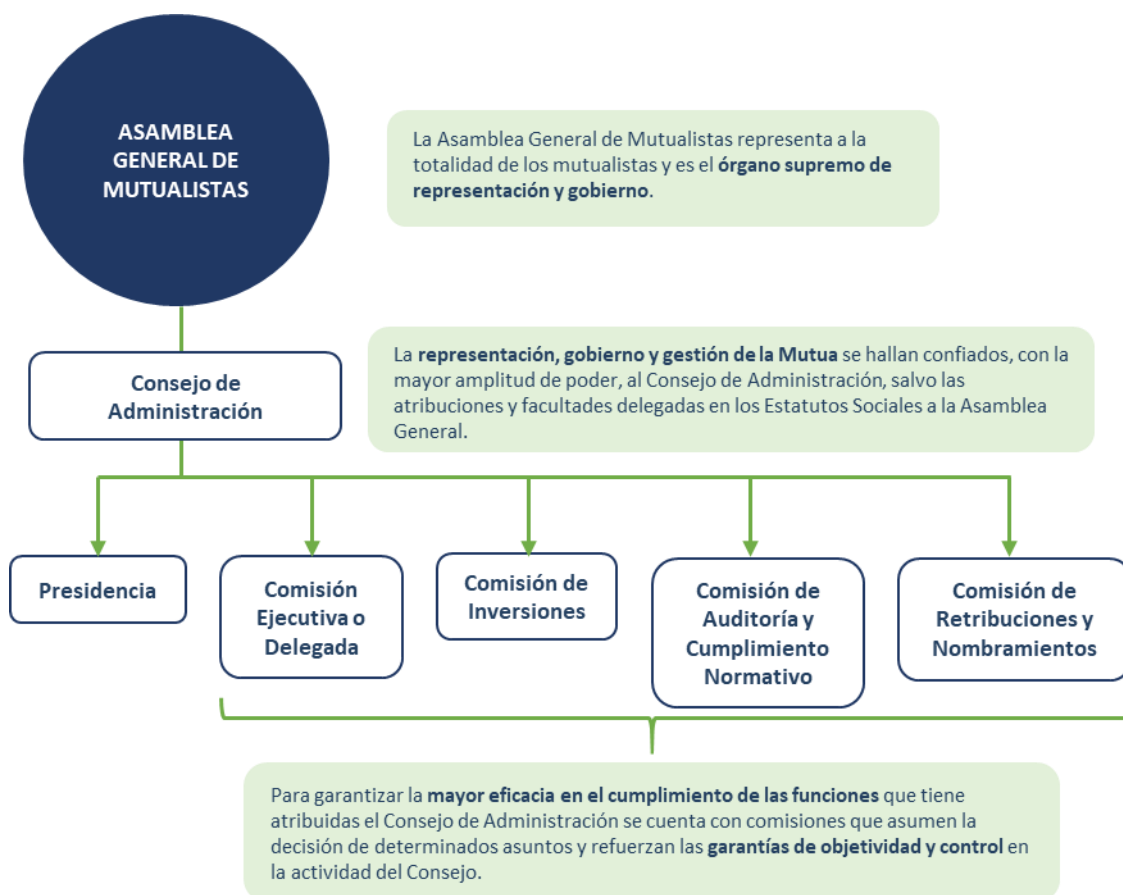 ASAMBLEA
GENERAL DE
MUTUALISTAS
La Asamblea General de Mutualistas representa a la
totalidad de los mutualistas y es el órgano supremo de
representación y gobierno.
Consejo de
Administración
La representación, gobierno y gestión de la Mutua se hallan confiados, con la
mayor amplitud de poder, al Consejo de Administración, salvo las
atribuciones y facultades delegadas en los Estatutos Sociales a la Asamblea
General.
Presidencia
Comisión
Ejecutiva o
Delegada
Comisión de
Inversiones
Comisión de
Auditoría y
Cumplimiento
Normativo
Comisión de
Retribuciones y
Nombramientos
Para garantizar la mayor eficacia en el cumplimiento de las funciones que tiene
atribuidas el Consejo de Administración se cuenta con comisiones que asumen la
decisión de determinados asuntos y refuerzan las garantías de objetividad y control en
la actividad del Consejo.